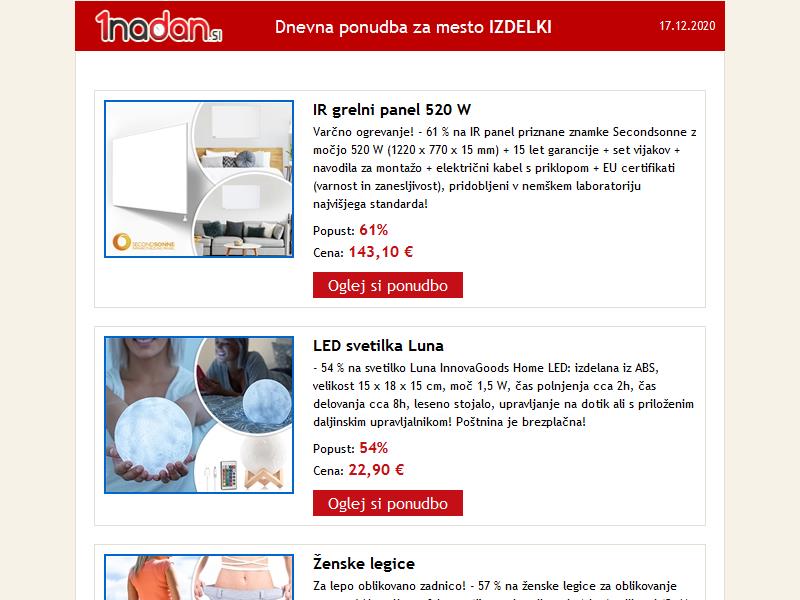 1nadan.si
Dnevna ponudba za mesto IZDELKI
17.12.2020
IR grelni panel 520 W
Varčno ogrevanje! - 61 % na IR panel priznane znamke Secondsonne z
močjo 520 W (1220 x 770 x 15 mm) + 15 let garancije + set vijakov +
navodila za montažo + električni kabel s priklopom + EU certifikati
(varnost in zanesljivost), pridobljeni v nemškem laboratoriju
najvišjega standarda!
SECONDSONNE
Popust: 61%
Cena: 143,10 €
Oglej si ponudbo
LED svetilka Luna
- 54 % na svetilko Luna InnovaGoods Home LED: izdelana iz ABS,
velikost 15 x 18 x 15 cm, moč 1,5 W, čas polnjenja cca 2h, čas
delovanja cca 8h, leseno stojalo, upravljanje na dotik ali s priloženim
daljinskim upravljalnikom! Poštnina je brezplačna!
Popust: 54%
Cena: 22,90 €
Oglej si ponudbo
Ženske legice
Za lepo oblikovano zadnico! - 57 % na ženske legice za oblikovanje